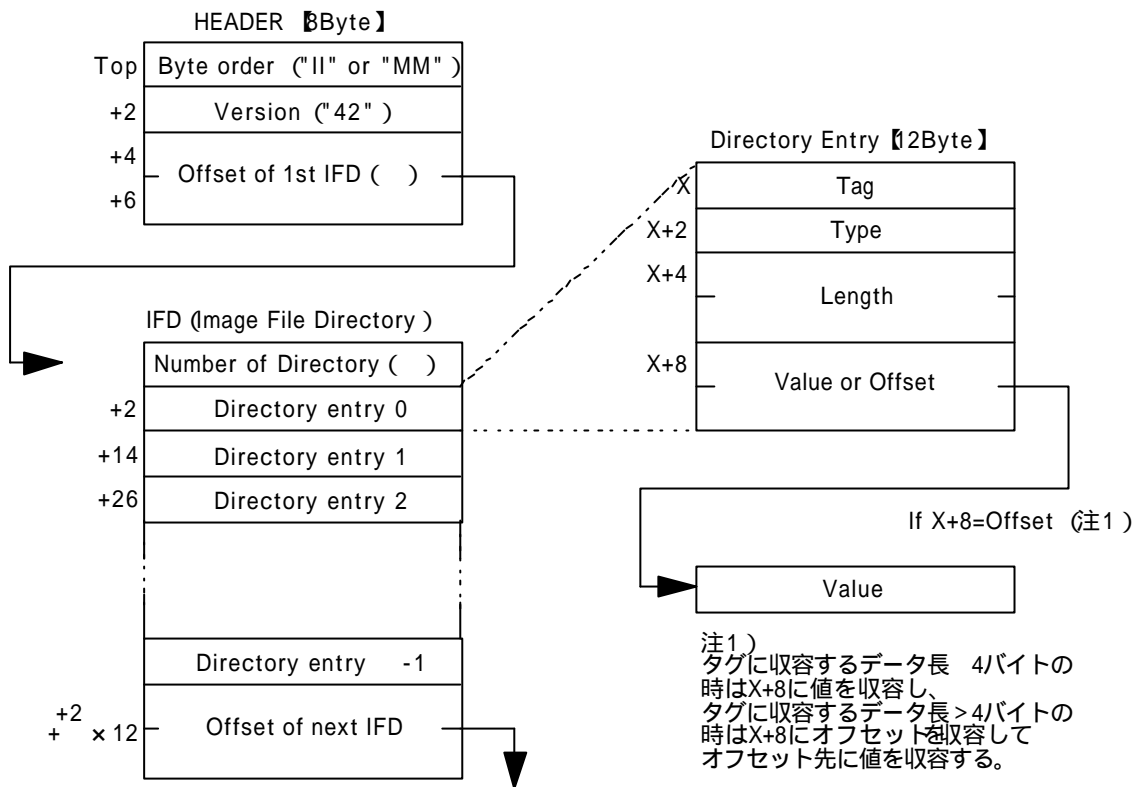 HEADER 【8Byte】
Top Byte order ("II" or "MM")
+2 Version ("42")
+4
Offset of 1st IFD ( )
+6
IFD (Image File Directory)
Number of Directory ( )
+2 Directory entry 0
+14 Directory entry 1
+26 Directory entry 2
Directory entry -1
+2
+ ×12
Offset of next IFD
Directory Entry 【12Byte】
X Tag
X+2 Type
X+4
Length
X+8
Value or Offset
If X+8=Offset (注1)
Value
注1)
タグに収容するデータ長 4バイトの
時はX+8に値を収容し、
タグに収容するデータ長>4バイトの
時はX+8にオフセットを収容して
オフセット先に値を収容する。